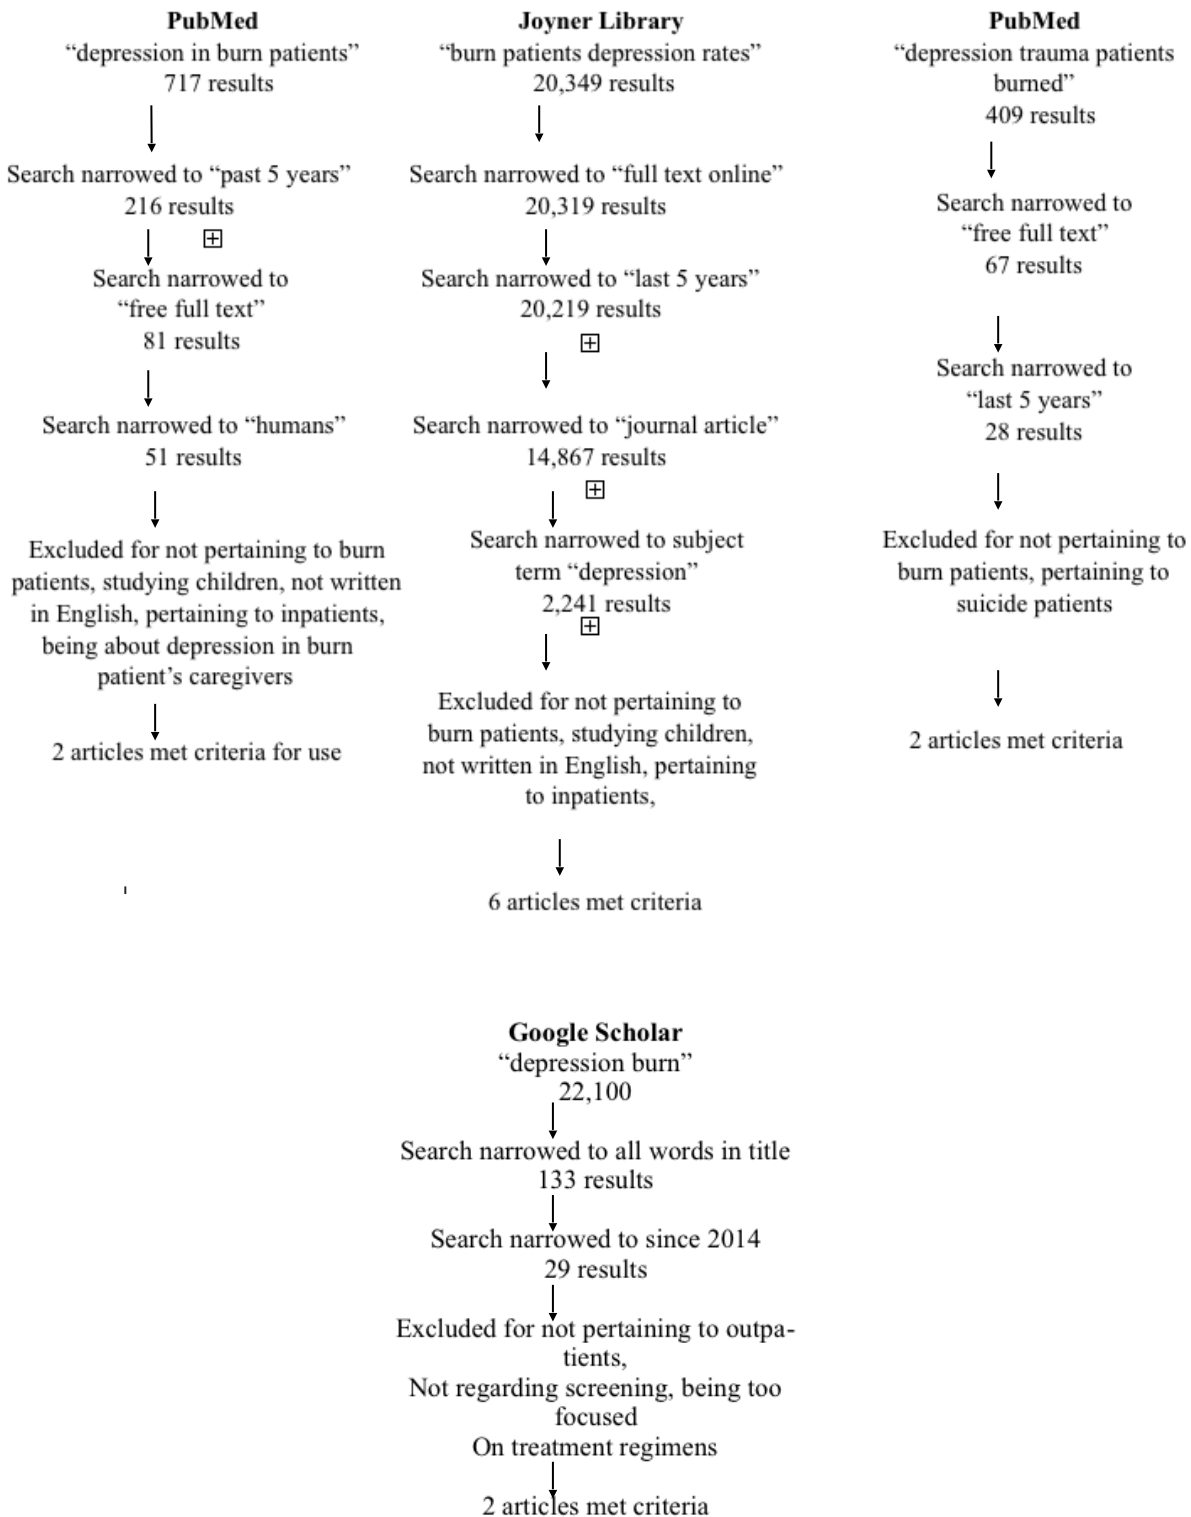 PubMed
“depression in burn patients”
717 results
Search narrowed to “past 5 years”
216 results
Search narrowed to
“free full text”
81 results
Search narrowed to “humans”
51 results
Excluded for not pertaining to burn
patients, studying children, not written
in English, pertaining to inpatients,
being about depression in burn
patient’s caregivers
2 articles met criteria for use
Joyner Library
“burn patients depression rates”
20,349 results
Search narrowed to “full text online”
20,319 results
Search narrowed to “last 5 years”
20,219 results
Search narrowed to “journal article”
14,867 results
Search narrowed to subject
term “depression”
2,241 results
Excluded for not pertaining to
burn patients, studying children,
not written in English, pertaining
to inpatients,
6 articles met criteria
PubMed
“depression trauma patients
burned”
409 results
Search narrowed to
“free full text”
67 results
Search narrowed to
“last 5 years”
28 results
Excluded for not pertaining to
burn patients, pertaining to
suicide patients
2 articles met criteria
Google Scholar
“depression burn”
22,100
Search narrowed to all words in title
133 results
Search narrowed to since 2014
29 results
Excluded for not pertaining to outpa-
tients,
Not regarding screening, being too
focused
On treatment regimens
2 articles met criteria